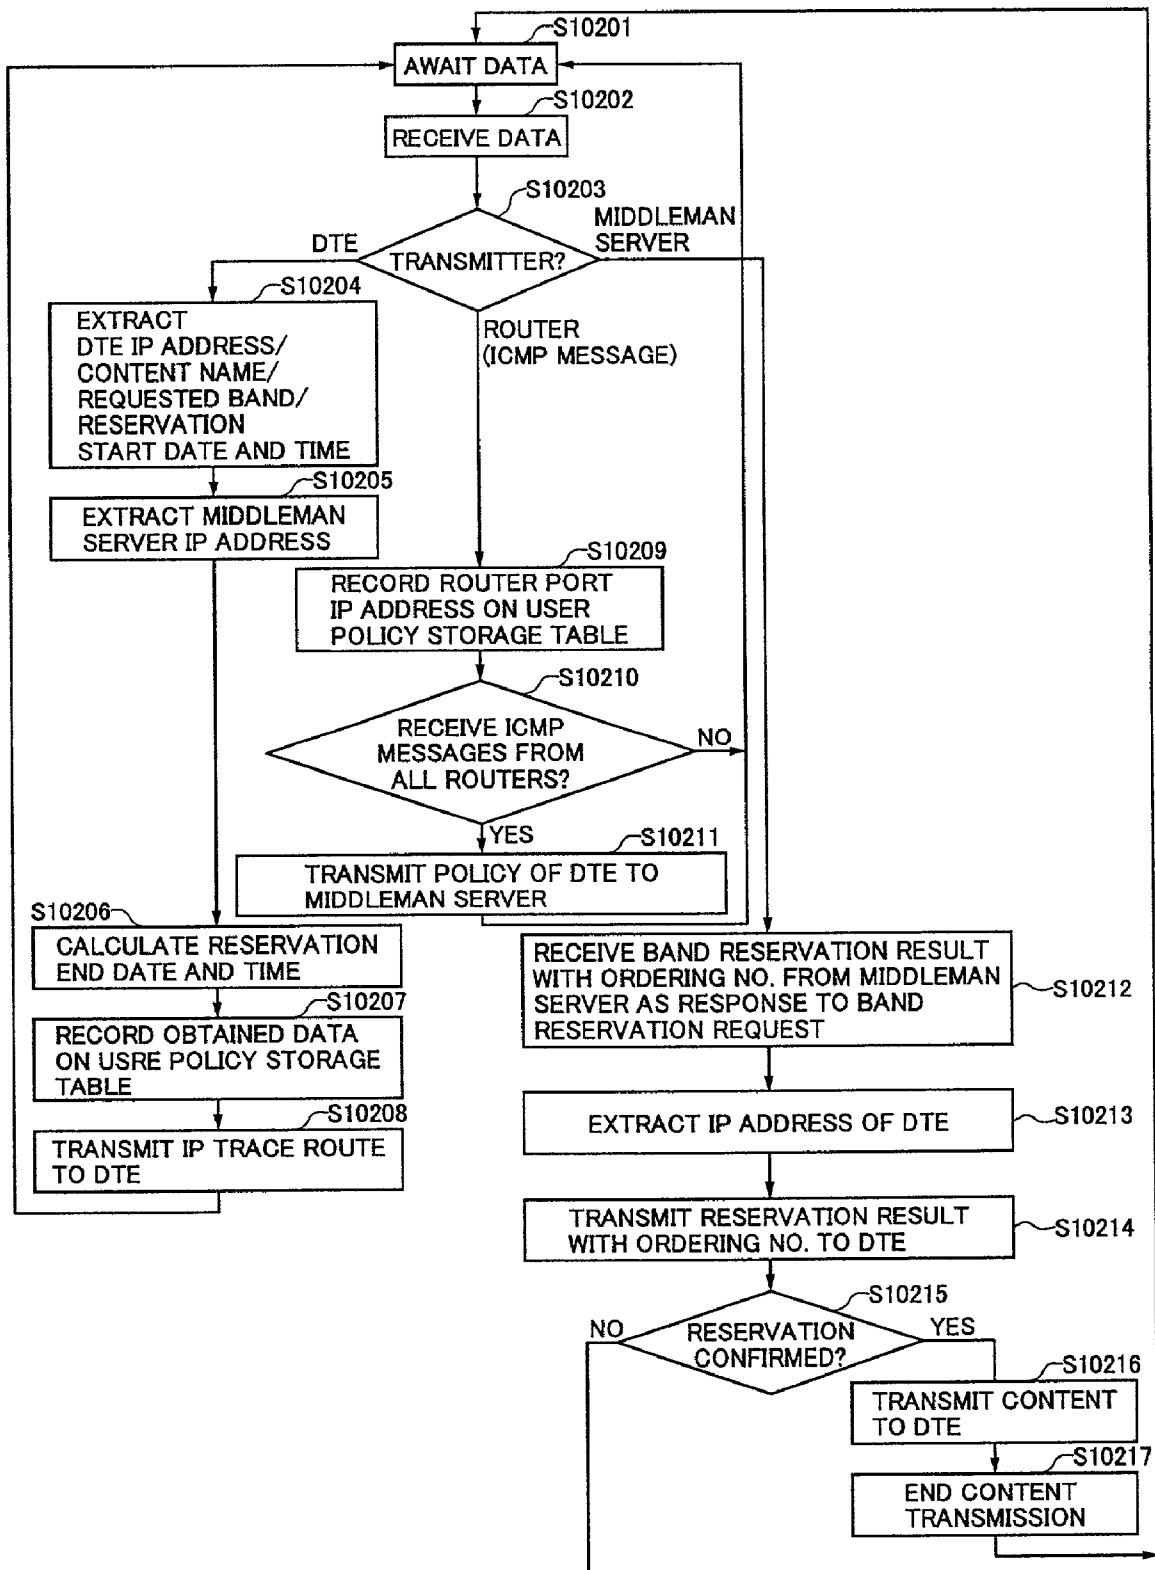 S10201
AWAIT DATA
S10202
RECEIVE DATA
S10203
TRANSMITTER?
DTE
MIDDLEMAN
SERVER
ROUTER
(ICMP MESSAGE)
S10204
EXTRACT
DTE IP ADDRESS/
CONTENT NAME/
REQUESTED BAND/
RESERVATION
START DATE AND TIME
S10205
EXTRACT MIDDLEMAN
SERVER IP ADDRESS
S10209
RECORD ROUTER PORT
IP ADDRESS ON USER
POLICY STORAGE TABLE
S10210
RECEIVE ICMP
MESSAGES FROM
ALL ROUTERS?
NO
YES
S10211
TRANSMIT POLICY OF DTE TO
MIDDLEMAN SERVER
S10206
CALCULATE RESERVATION
END DATE AND TIME
S10207
RECORD OBTAINED DATA
ON USRE POLICY STORAGE
TABLE
S10208
TRANSMIT IP TRACE ROUTE
TO DTE
RECEIVE BAND RESERVATION RESULT
WITH ORDERING NO. FROM MIDDLEMAN
SERVER AS RESPONSE TO BAND
RESERVATION REQUEST
S10212
EXTRACT IP ADDRESS OF DTE
S10213
TRANSMIT RESERVATION RESULT
WITH ORDERING NO. TO DTE
S10214
S10215
RESERVATION
CONFIRMED?
NO
YES
S10216
TRANSMIT CONTENT
TO DTE
S10217
END CONTENT
TRANSMISSION